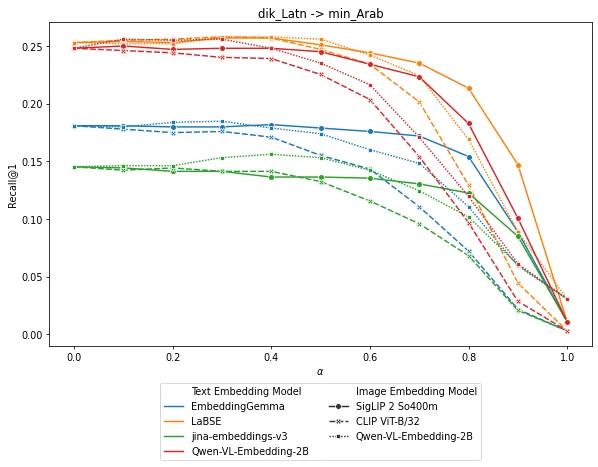 dik_Latn -> min_Arab
Recall@1
0.25
0.20
0.15
0.10
0.05
0.00
0.0 0.2 0.4 0.6 0.8 1.0
α
Text Embedding Model Image Embedding Model
EmbeddingGemma SigLIP 2 So400m
LaBSE CLIP ViT-B/32
jina-embeddings-v3 Qwen-VL-Embedding-2B
Qwen-VL-Embedding-2B